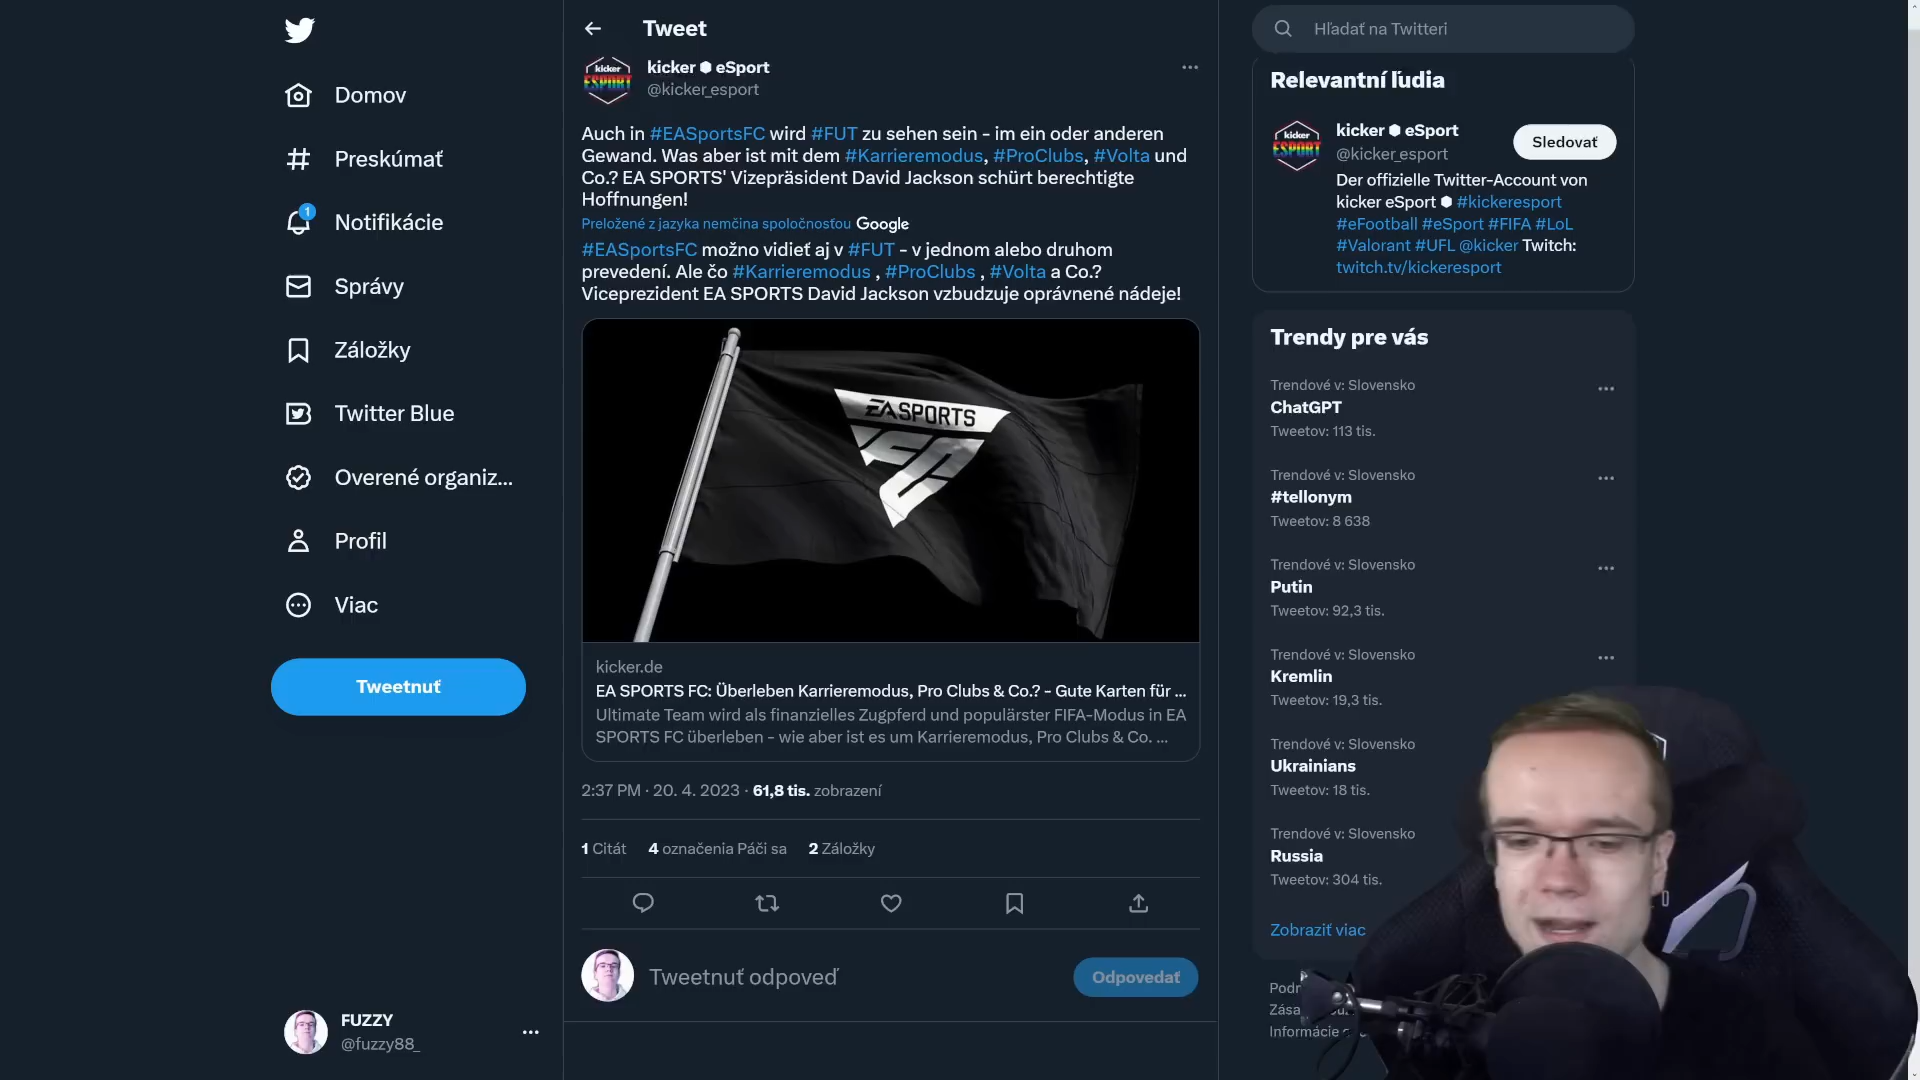 Domov
Preskúmať
1
Notifikácie
Správy
Záložky
Twitter Blue
Overené organiz...
Profil
Viac
Tweetnuť
FUZZY
@fuzzy88_
Tweet
kicker
ESPORT
kicker ⬢ eSport
@kicker_esport
Auch in #EASportsFC wird #FUT zu sehen sein - im ein oder anderen
Gewand. Was aber ist mit dem #Karrieremodus, #ProClubs, #Volta und
Co.? EA SPORTS' Vizepräsident David Jackson schürt berechtigte
Hoffnungen!
Preložené z jazyka nemčina spoločnosťou Google
#EASportsFC možno vidieť aj v #FUT - v jednom alebo druhom
prevedení. Ale čo #Karrieremodus , #ProClubs , #Volta a Co.?
Viceprezident EA SPORTS David Jackson vzbudzuje oprávnené nádeje!
EA SPORTS
FC
kicker.de
EA SPORTS FC: Überleben Karrieremodus, Pro Clubs & Co.? - Gute Karten für ...
Ultimate Team wird als finanzielles Zugpferd und populärster FIFA-Modus in EA
SPORTS FC überleben - wie aber ist es um Karrieremodus, Pro Clubs & Co. ...
2:37 PM · 20. 4. 2023 · 61,8 tis. zobrazení
1 Citát 4 označenia Páči sa 2 Záložky
Tweetnuť odpoveď
Odpovedať
Hľadať na Twitteri
Relevantní ľudia
kicker
ESPORT
kicker ⬢ eSport
@kicker_esport
Sledovať
Der offizielle Twitter-Account von
kicker eSport ⬢ #kickeresport
#eFootball #eSport #FIFA #LoL
#Valorant #UFL @kicker Twitch:
twitch.tv/kickeresport
Trendy pre vás
Trendové v: Slovensko
ChatGPT
Tweetov: 113 tis.
Trendové v: Slovensko
#tellonym
Tweetov: 8 638
Trendové v: Slovensko
Putin
Tweetov: 92,3 tis.
Trendové v: Slovensko
Kremlin
Tweetov: 19,3 tis.
Trendové v: Slovensko
Ukrainians
Tweetov: 18 tis.
Trendové v: Slovensko
Russia
Tweetov: 304 tis.
Zobraziť viac
Informácie